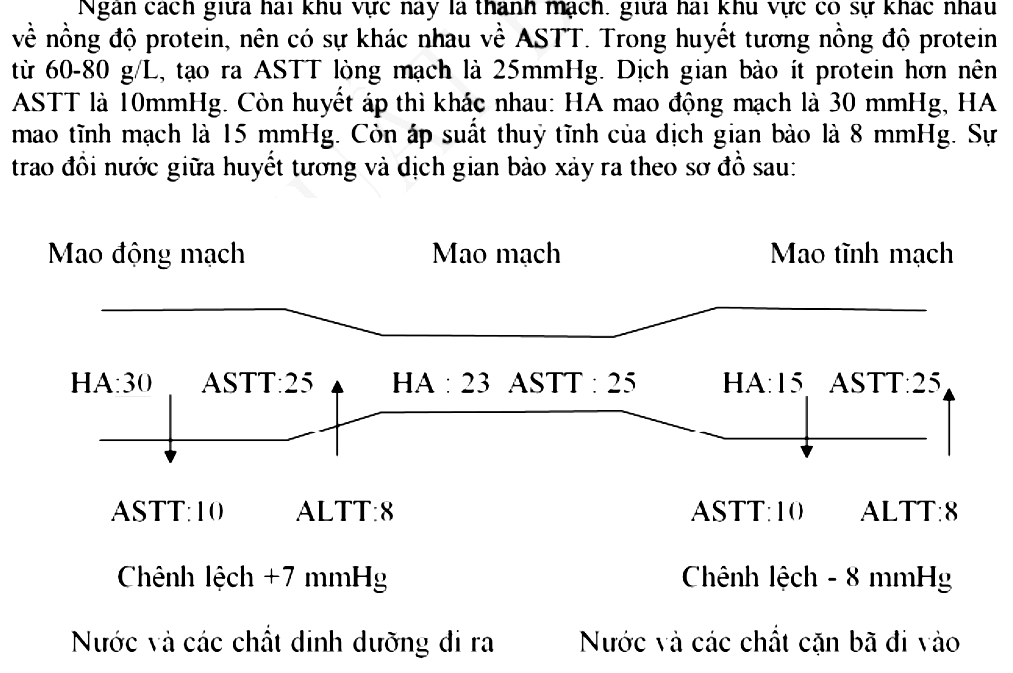 Ngăn cách giữa hai khu vực này là thành mạch. giữa hai khu vực có sự khác nhau
về nồng độ protein, nên có sự khác nhau về ASTT. Trong huyết tương nồng độ protein
từ 60-80 g/L, tạo ra ASTT lòng mạch là 25mmHg. Dịch gian bào ít protein hơn nên
ASTT là 10mmHg. Còn huyết áp thì khác nhau: HA mao động mạch là 30 mmHg, HA
mao tĩnh mạch là 15 mmHg. Còn áp suất thuỷ tĩnh của dịch gian bào là 8 mmHg. Sự
trao đổi nước giữa huyết tương và dịch gian bào xảy ra theo sơ đồ sau:
Mao động mạch Mao mạch Mao tĩnh mạch
HA:30 ASTT:25 HA : 23 ASTT : 25 HA:15 ASTT:25
ASTT:10 ALTT:8 ASTT:10 ALTT:8
Chênh lệch +7 mmHg Chênh lệch - 8 mmHg
Nước và các chất dinh dưỡng đi ra Nước và các chất cặn bã đi vào